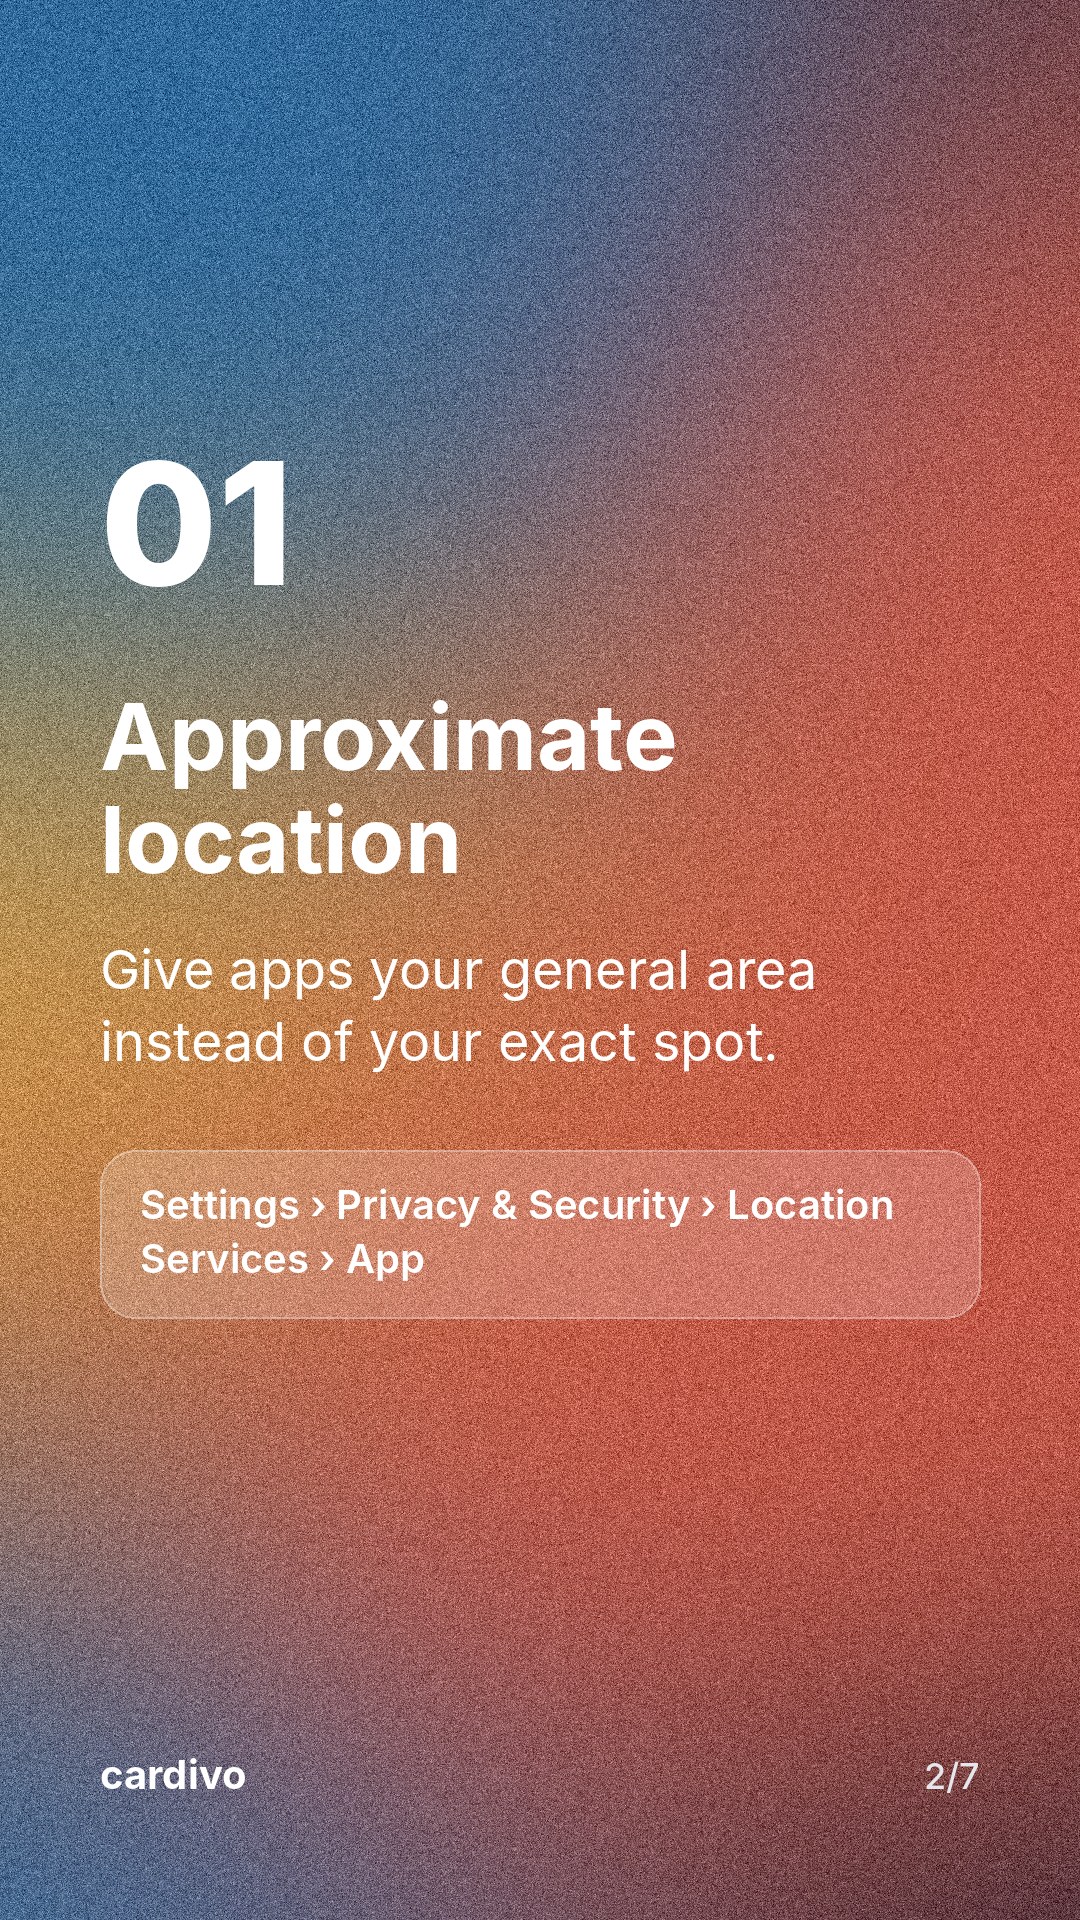 01
Approximate
location
Give apps your general area
instead of your exact spot.
Settings › Privacy & Security › Location
Services › App
cardivo
2/7